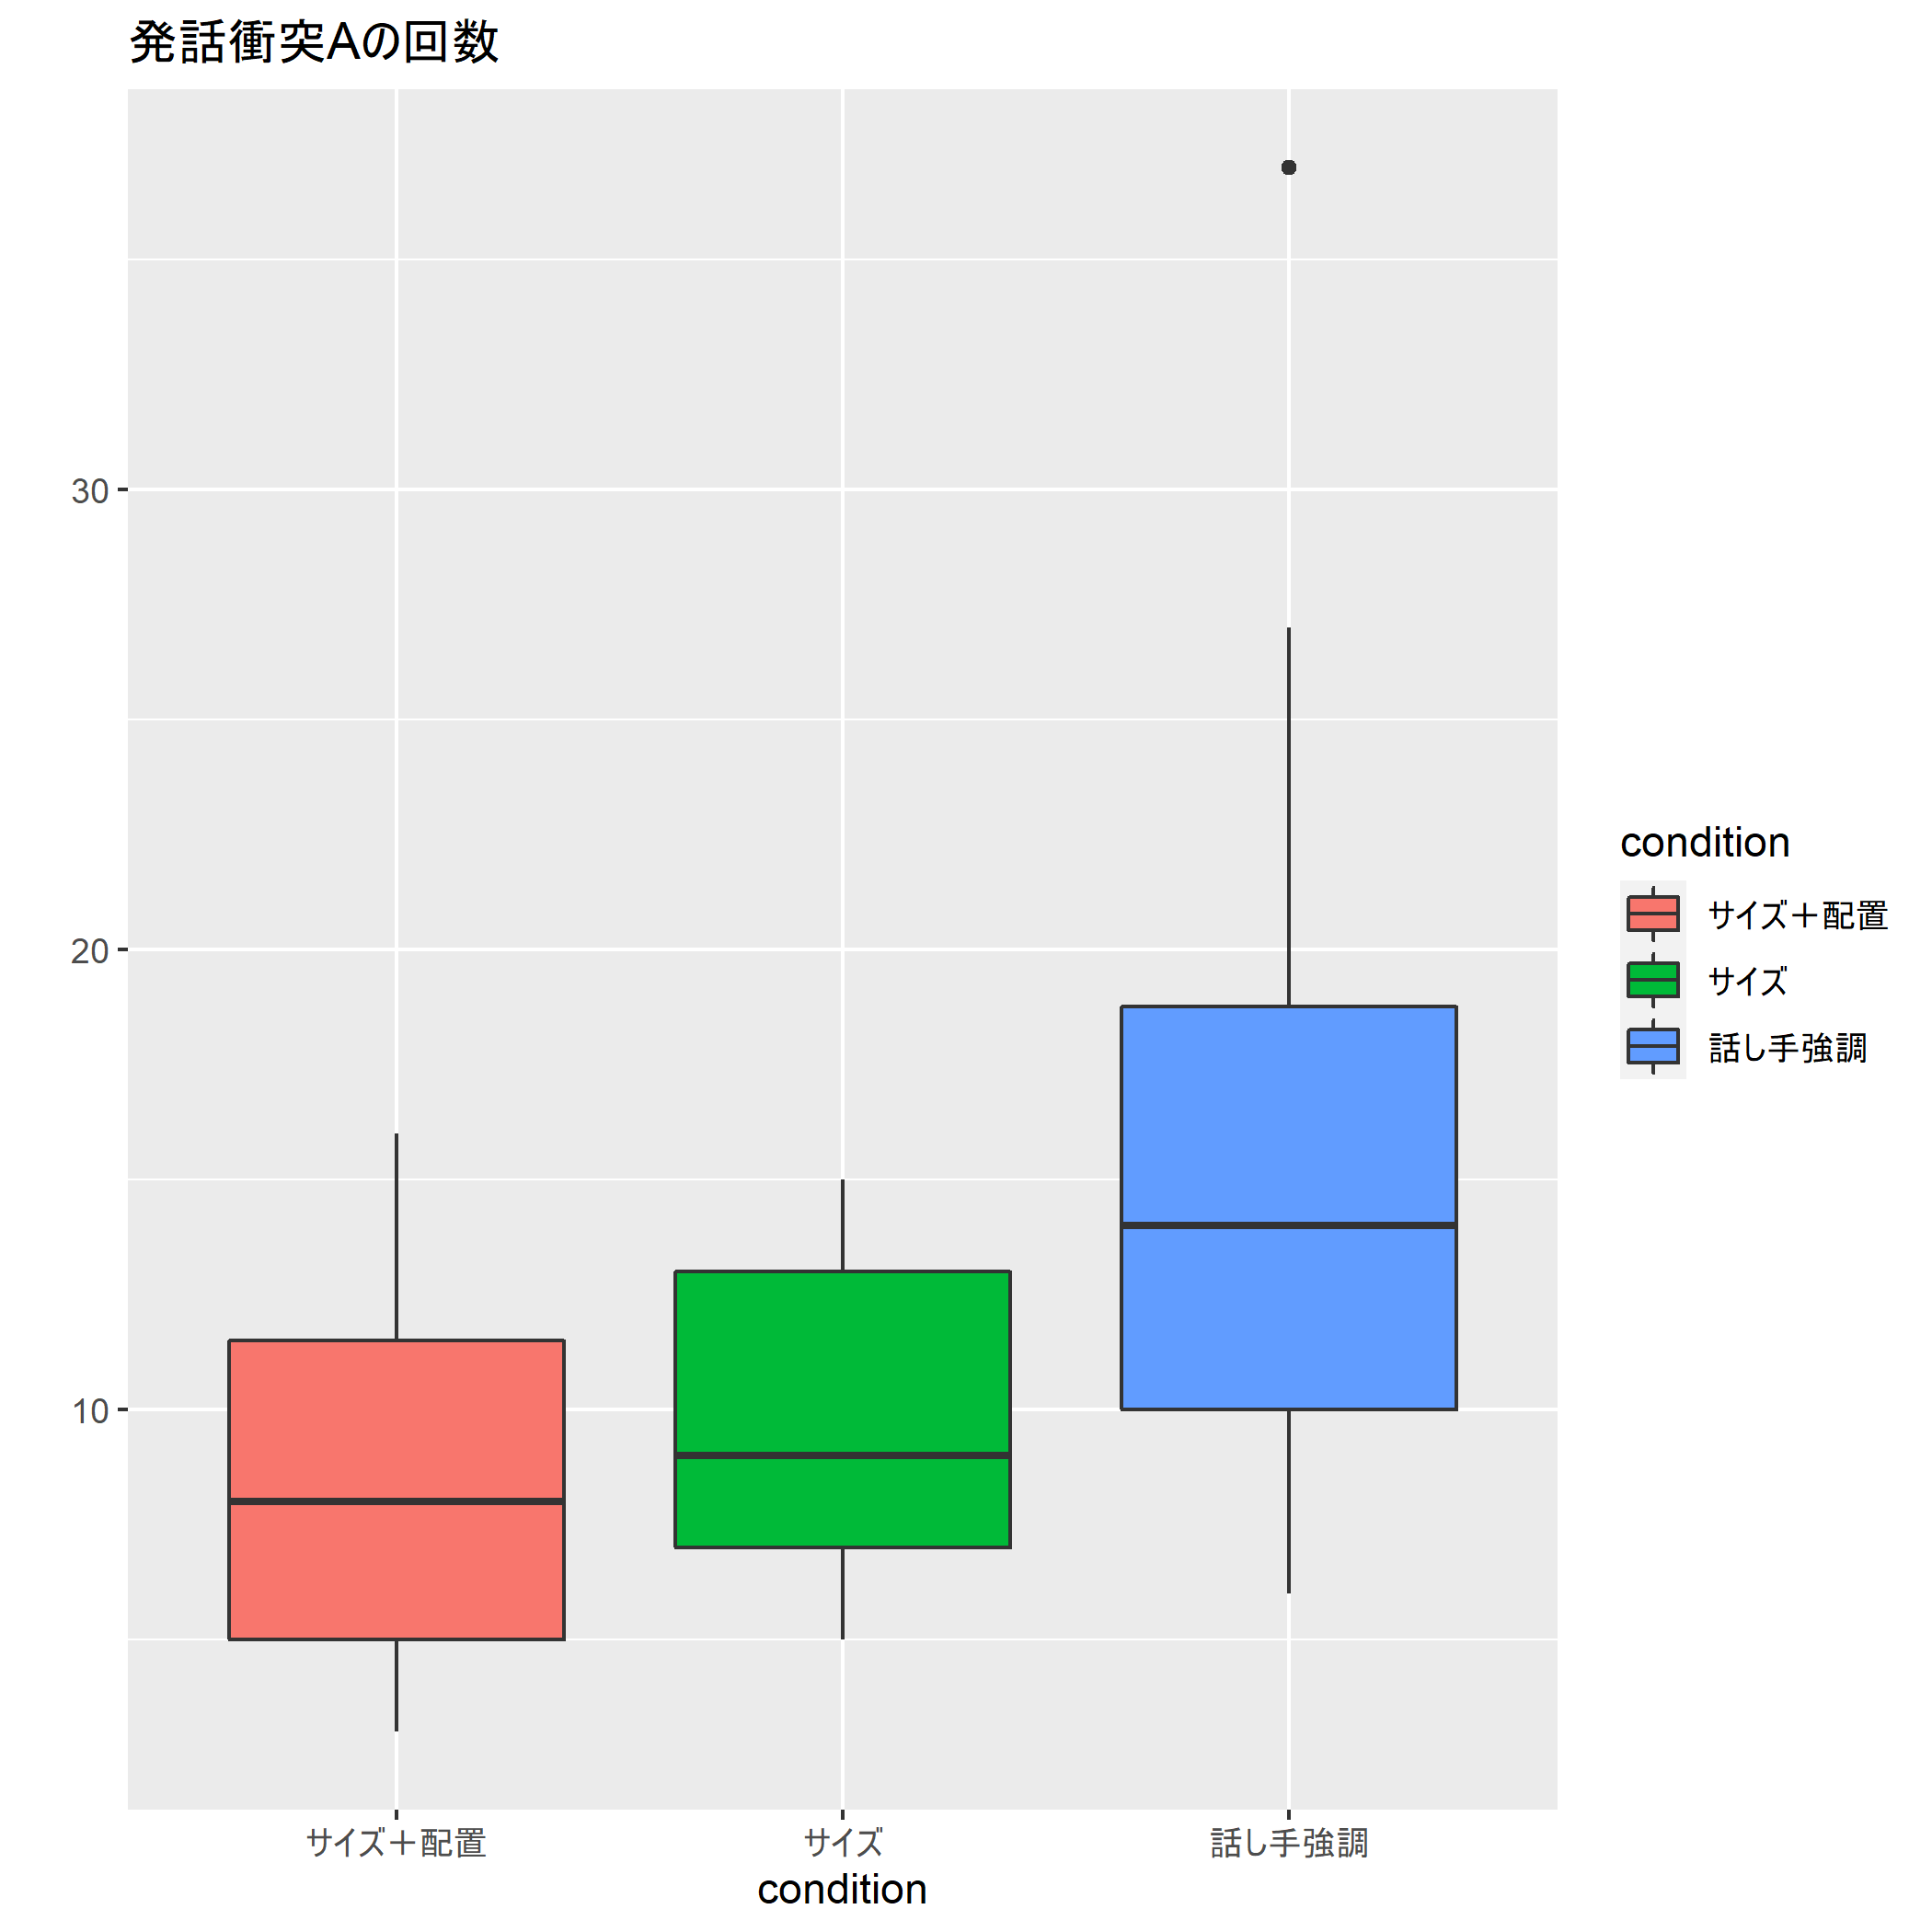 発話衝突Aの回数
30
20
10
サイズ＋配置
サイズ
話し手強調
condition
condition
サイズ＋配置
サイズ
話し手強調